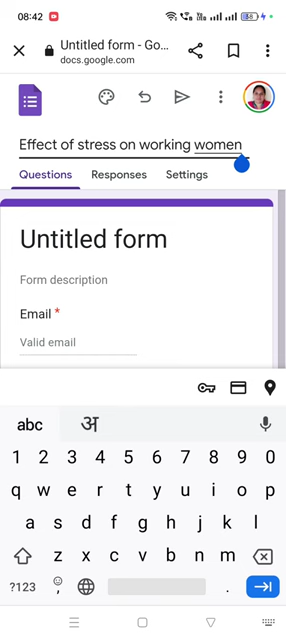 08:42
Untitled form - Go...
docs.google.com
Effect of stress on working women
Questions Responses Settings
Untitled form
Form description
Email *
Valid email
abc अ
1 2 3 4 5 6 7 8 9 0
q w e r t y u i o p
a s d f g h j k l
z x c v b n m
?123 , .